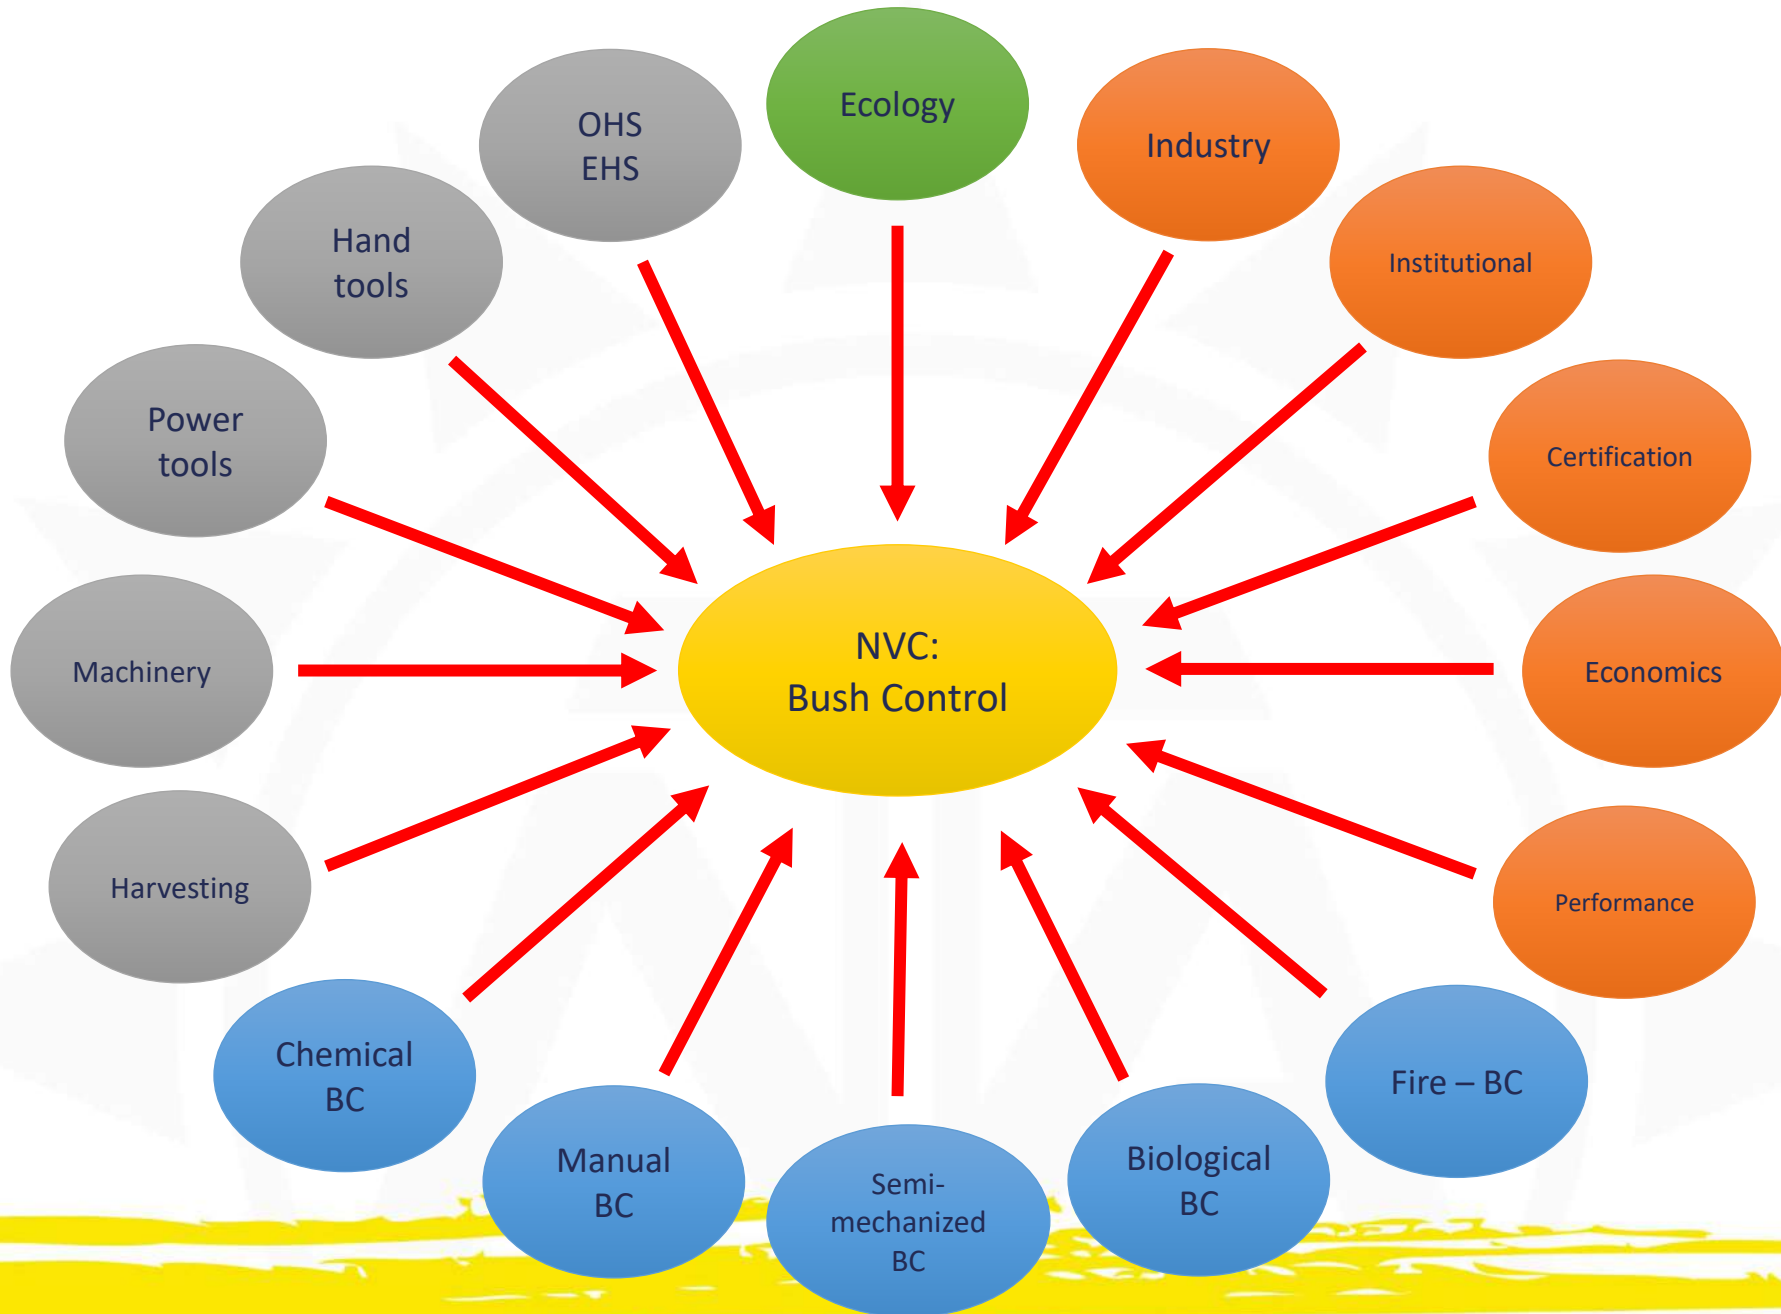 Ecology
OHS
EHS
Industry
Hand
tools
Institutional
Power
tools
Certification
NVC:
Bush Control
Machinery
Economics
Harvesting
Performance
Chemical
BC
Fire – BC
Manual
BC
Biological
BC
Semi-
mechanized
BC